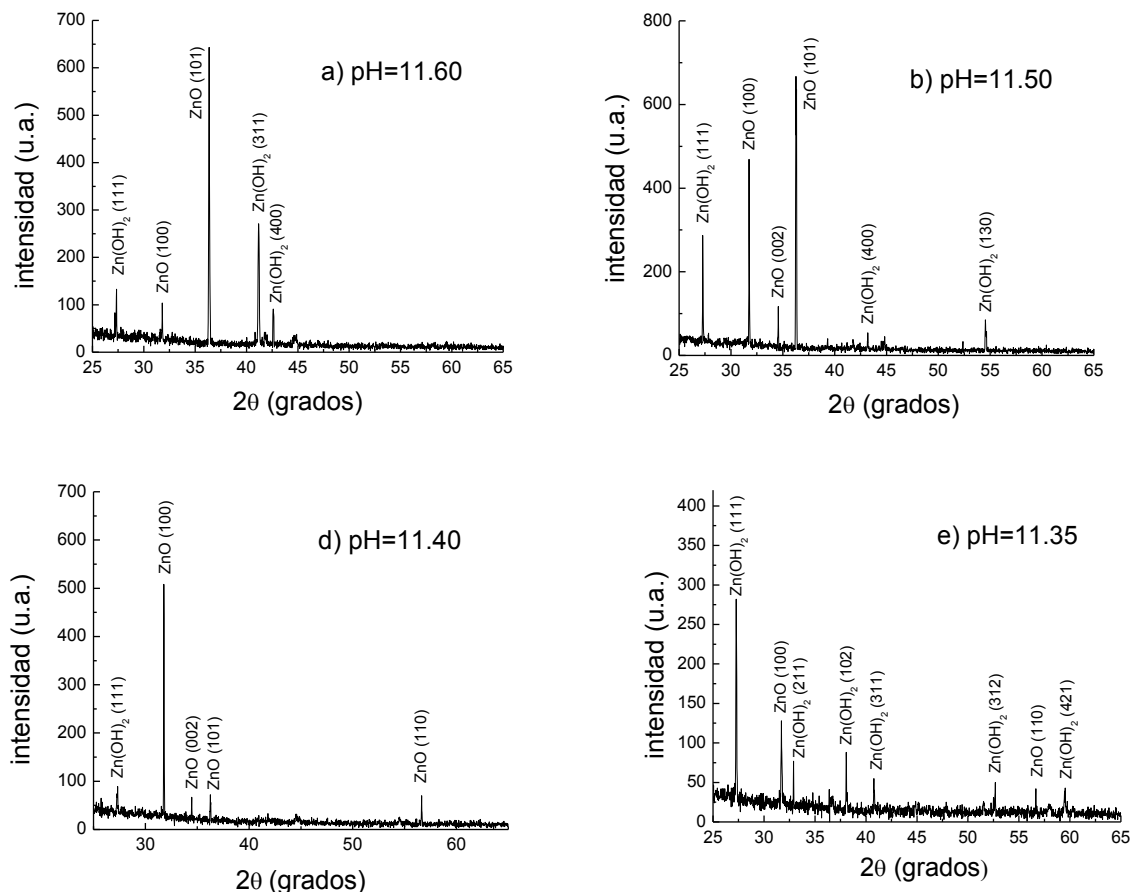 a) pH=11.60
intensidad (u.a.)
700
600
500
400
300
200
100
0
Zn(OH)₂ (111)
ZnO (100)
ZnO (101)
Zn(OH)₂ (311)
Zn(OH)₂ (400)
25 30 35 40 45 50 55 60 65
2θ (grados)
b) pH=11.50
intensidad (u.a.)
800
600
400
200
0
Zn(OH)₂ (111)
ZnO (100)
ZnO (002)
ZnO (101)
Zn(OH)₂ (400)
Zn(OH)₂ (130)
25 30 35 40 45 50 55 60 65
2θ (grados)
d) pH=11.40
intensidad (u.a.)
700
600
500
400
300
200
100
0
Zn(OH)₂ (111)
ZnO (100)
ZnO (002)
ZnO (101)
ZnO (110)
30 40 50 60
2θ (grados)
e) pH=11.35
intensidad (u.a.)
400
350
300
250
200
150
100
50
0
Zn(OH)₂ (111)
ZnO (100)
Zn(OH)₂ (211)
Zn(OH)₂ (102)
Zn(OH)₂ (311)
Zn(OH)₂ (312)
ZnO (110)
Zn(OH)₂ (421)
25 30 35 40 45 50 55 60 65
2θ (grados)